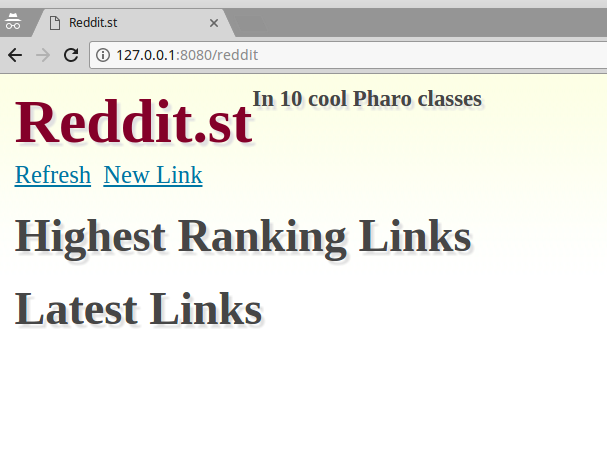 Reddit.st
127.0.0.1:8080/reddit
Reddit.st In 10 cool Pharo classes
Refresh New Link
Highest Ranking Links
Latest Links